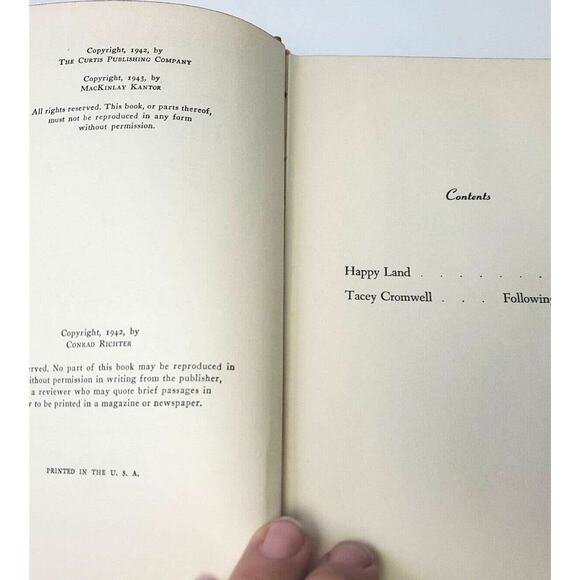 Copyright, 1942, by
The Curtis Publishing Company
Copyright, 1943, by
MacKinlay Kantor
All rights reserved. This book, or parts thereof,
must not be reproduced in any form
without permission.
Copyright, 1942, by
Conrad Richter
erved. No part of this book may be reproduced in
ithout permission in writing from the publisher,
a reviewer who may quote brief passages in
to be printed in a magazine or newspaper.
PRINTED IN THE U. S. A.
Contents
Happy Land . . . . . . .
Tacey Cromwell . . . Following